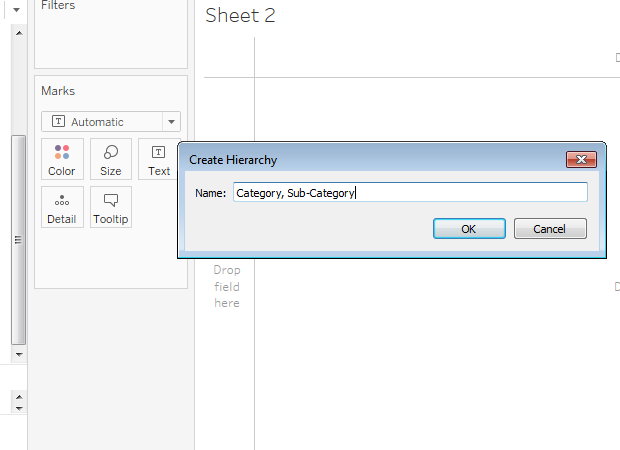 Filters
Sheet 2
D
Marks
Automatic
Color Size Text
Detail Tooltip
Create Hierarchy
Name: Category, Sub-Category
OK Cancel
Drop
field
here
D